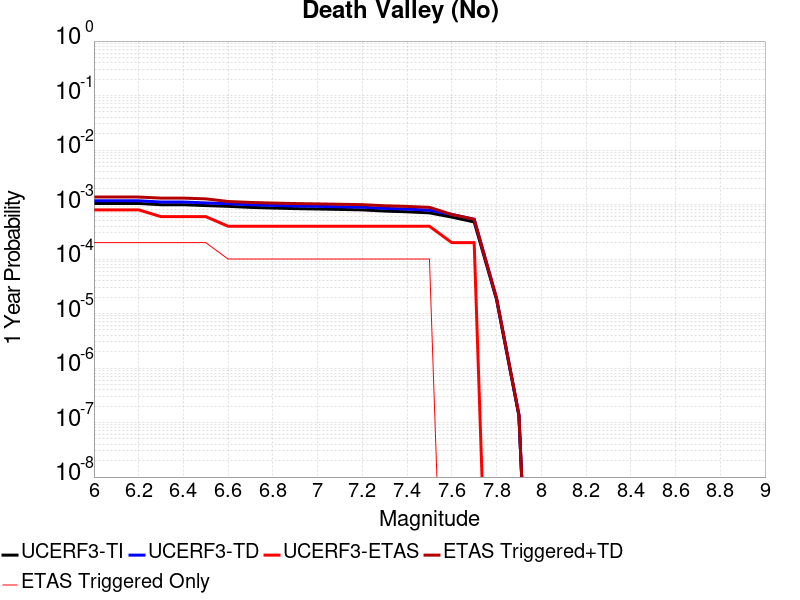 Death Valley (No)
10^0
10^-1
10^-2
10^-3
10^-4
10^-5
10^-6
10^-7
10^-8
1 Year Probability
6 6.2 6.4 6.6 6.8 7 7.2 7.4 7.6 7.8 8 8.2 8.4 8.6 8.8 9
Magnitude
UCERF3-TI UCERF3-TD UCERF3-ETAS ETAS Triggered+TD
ETAS Triggered Only